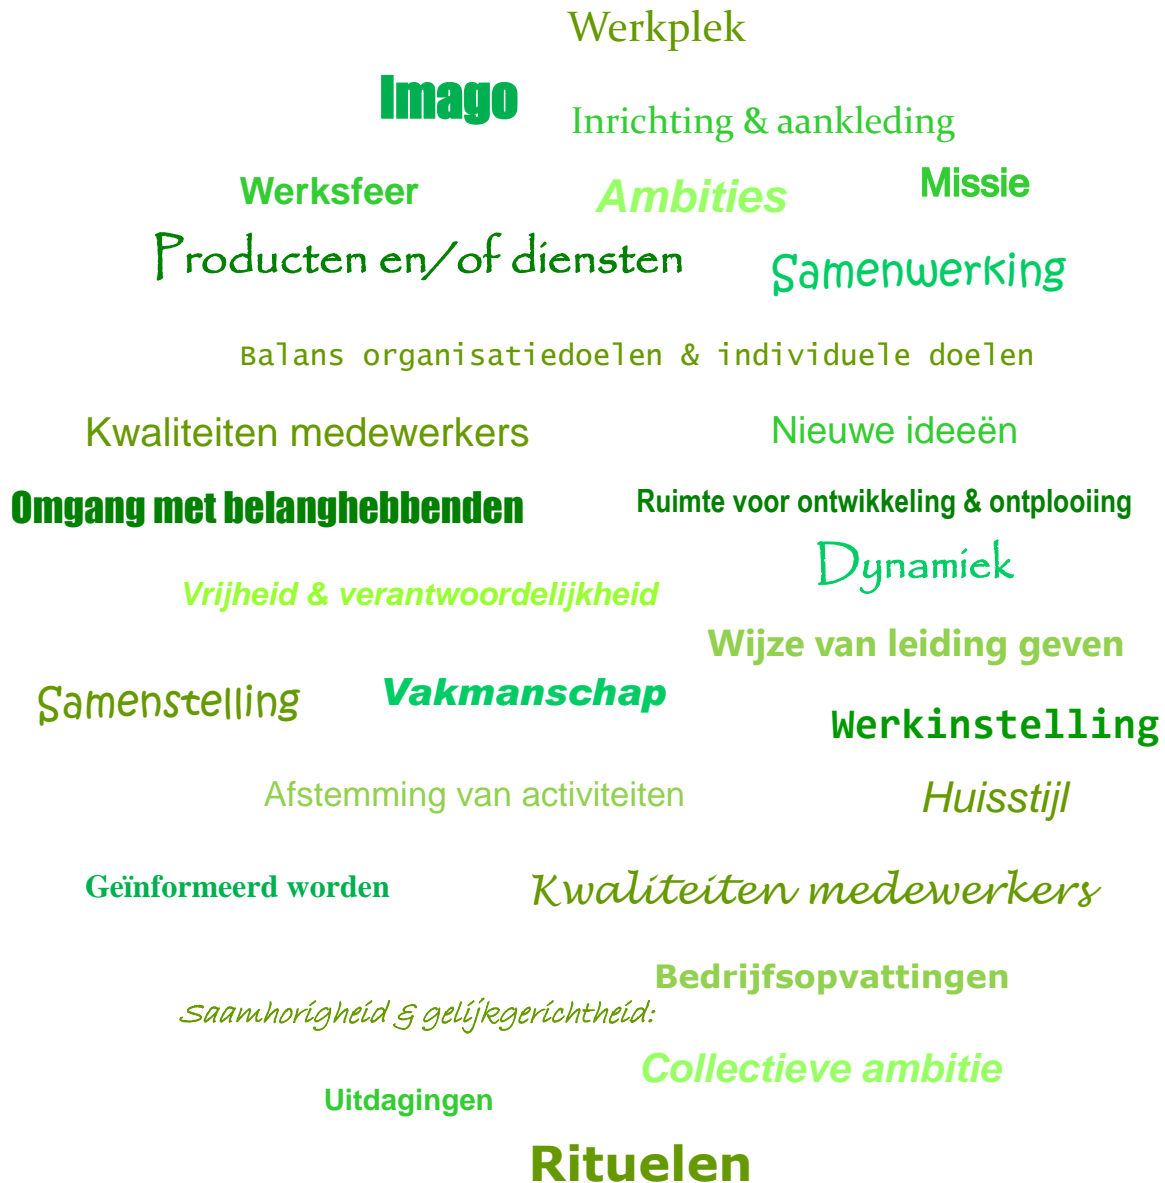 Werkplek
Imago
Inrichting & aankleding
Werksfeer
Ambities
Missie
Producten en/of diensten
Samenwerking
Balans organisatiedoelen & individuele doelen
Kwaliteiten medewerkers
Nieuwe ideeën
Omgang met belanghebbenden
Ruimte voor ontwikkeling & ontplooiing
Dynamiek
Vrijheid & verantwoordelijkheid
Wijze van leiding geven
Samenstelling
Vakmanschap
Werkinstelling
Afstemming van activiteiten
Huisstijl
Geïnformeerd worden
Kwaliteiten medewerkers
Bedrijfsopvattingen
Saamhorigheid & gelijkgerichtheid:
Collectieve ambitie
Uitdagingen
Rituelen